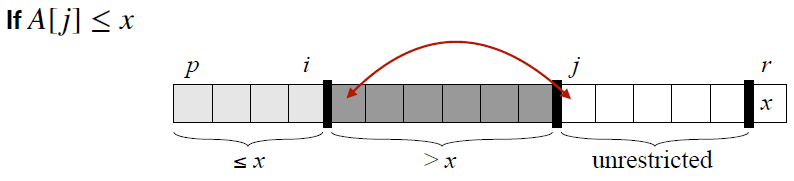 If A[j] ≤ x
p i j r
x
≤ x > x unrestricted